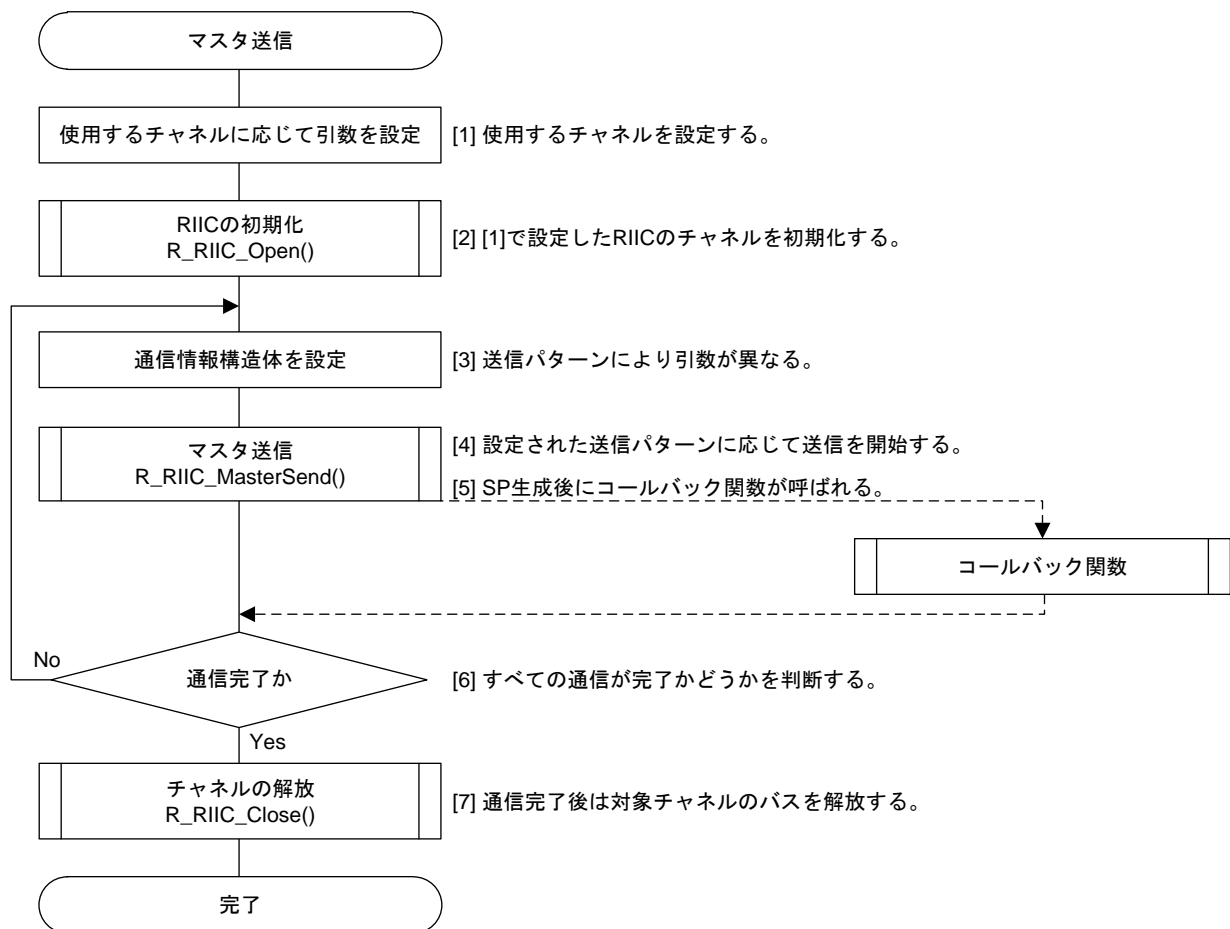 マスタ送信
使用するチャネルに応じて引数を設定
[1] 使用するチャネルを設定する。
RIICの初期化
R_RIIC_Open()
[2] [1]で設定したRIICのチャネルを初期化する。
通信情報構造体を設定
[3] 送信パターンにより引数が異なる。
マスタ送信
R_RIIC_MasterSend()
[4] 設定された送信パターンに応じて送信を開始する。
[5] SP生成後にコールバック関数が呼ばれる。
コールバック関数
No
通信完了か
[6] すべての通信が完了かどうかを判断する。
Yes
チャネルの解放
R_RIIC_Close()
[7] 通信完了後は対象チャネルのバスを解放する。
完了